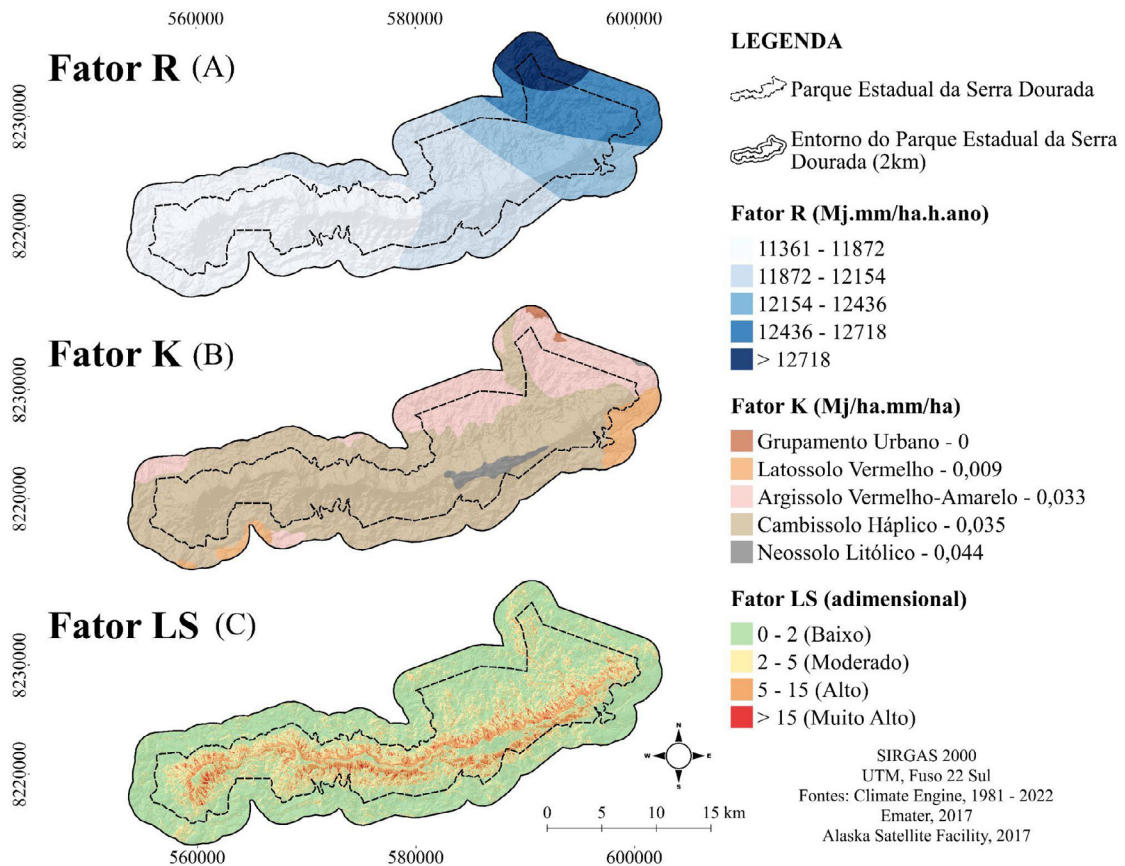 560000
580000
600000
Fator R (A)
8230000
8220000
Fator K (B)
8230000
8220000
Fator LS (C)
8230000
8220000
560000
580000
600000
N
W
E
S
0 5 10 15 km
LEGENDA
Parque Estadual da Serra Dourada
Entorno do Parque Estadual da Serra
Dourada (2km)
Fator R (Mj.mm/ha.h.ano)
11361 - 11872
11872 - 12154
12154 - 12436
12436 - 12718
> 12718
Fator K (Mj/ha.mm/ha)
Grupamento Urbano - 0
Latossolo Vermelho - 0,009
Argissolo Vermelho-Amarelo - 0,033
Cambissolo Háplico - 0,035
Neossolo Litólico - 0,044
Fator LS (adimensional)
0 - 2 (Baixo)
2 - 5 (Moderado)
5 - 15 (Alto)
> 15 (Muito Alto)
SIRGAS 2000
UTM, Fuso 22 Sul
Fontes: Climate Engine, 1981 - 2022
Emater, 2017
Alaska Satellite Facility, 2017